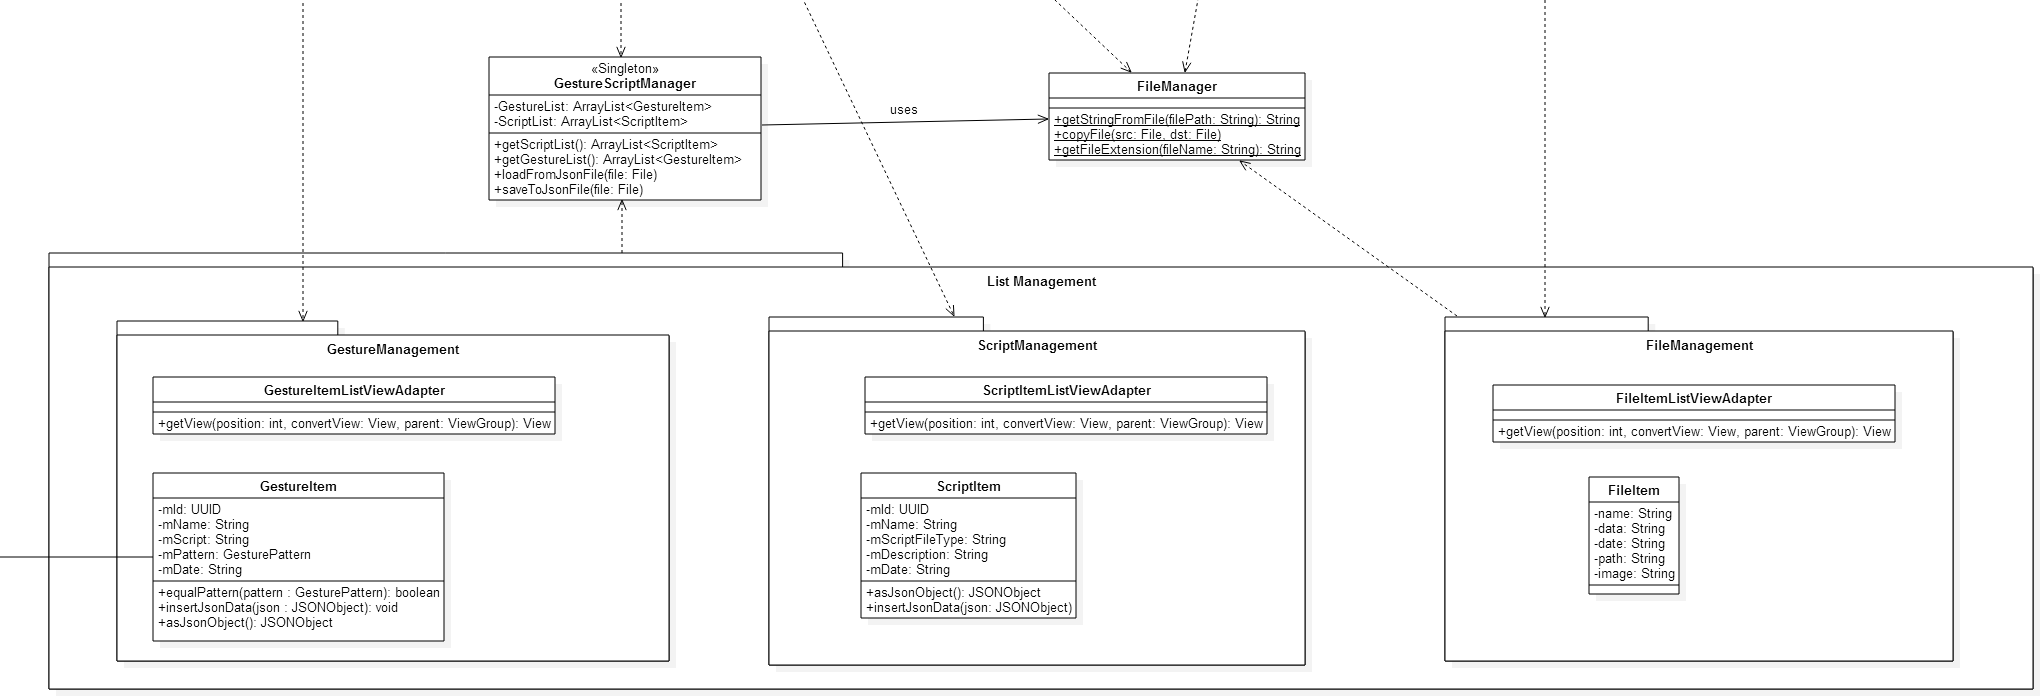 «Singleton»
GestureScriptManager
-GestureList: ArrayList<GestureItem>
-ScriptList: ArrayList<ScriptItem>
+getScriptList(): ArrayList<ScriptItem>
+getGestureList(): ArrayList<GestureItem>
+loadFromJsonFile(file: File)
+saveToJsonFile(file: File)
uses
FileManager
+getStringFromFile(filePath: String): String
+copyFile(src: File, dst: File)
+getFileExtension(fileName: String): String
List Management
GestureManagement
GestureItemListViewAdapter
+getView(position: int, convertView: View, parent: ViewGroup): View
GestureItem
-mId: UUID
-mName: String
-mScript: String
-mPattern: GesturePattern
-mDate: String
+equalPattern(pattern : GesturePattern): boolean
+insertJsonData(json : JSONObject): void
+asJsonObject(): JSONObject
ScriptManagement
ScriptItemListViewAdapter
+getView(position: int, convertView: View, parent: ViewGroup): View
ScriptItem
-mId: UUID
-mName: String
-mScriptFileType: String
-mDescription: String
-mDate: String
+asJsonObject(): JSONObject
+insertJsonData(json: JSONObject)
FileManagement
FileItemListViewAdapter
+getView(position: int, convertView: View, parent: ViewGroup): View
FileItem
-name: String
-data: String
-date: String
-path: String
-image: String